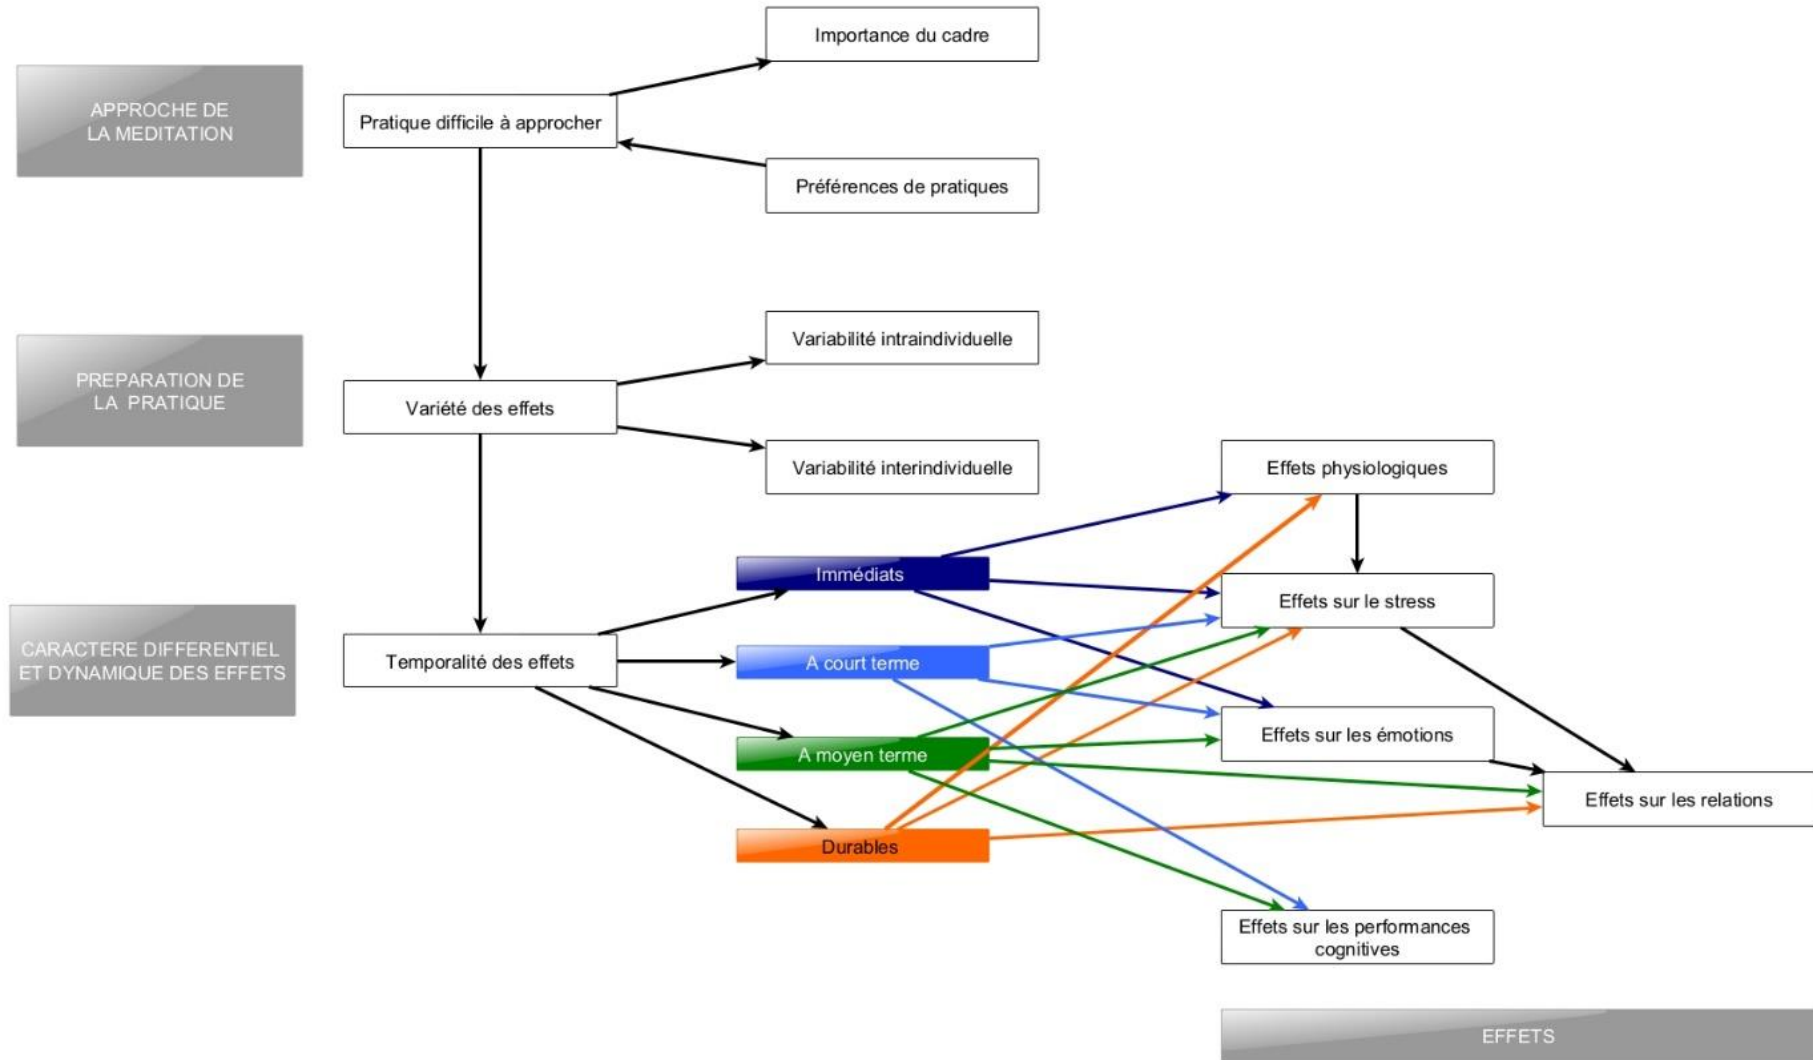 Importance du cadre
APPROCHE DE
LA MEDITATION
Pratique difficile à approcher
Préférences de pratiques
Variabilité intraindividuelle
PREPARATION DE
LA PRATIQUE
Variété des effets
Variabilité interindividuelle
Effets physiologiques
Immédiats
Effets sur le stress
CARACTERE DIFFERENTIEL
ET DYNAMIQUE DES EFFETS
Temporalité des effets
A court terme
Effets sur les émotions
A moyen terme
Effets sur les relations
Durables
Effets sur les performances
cognitives
EFFETS